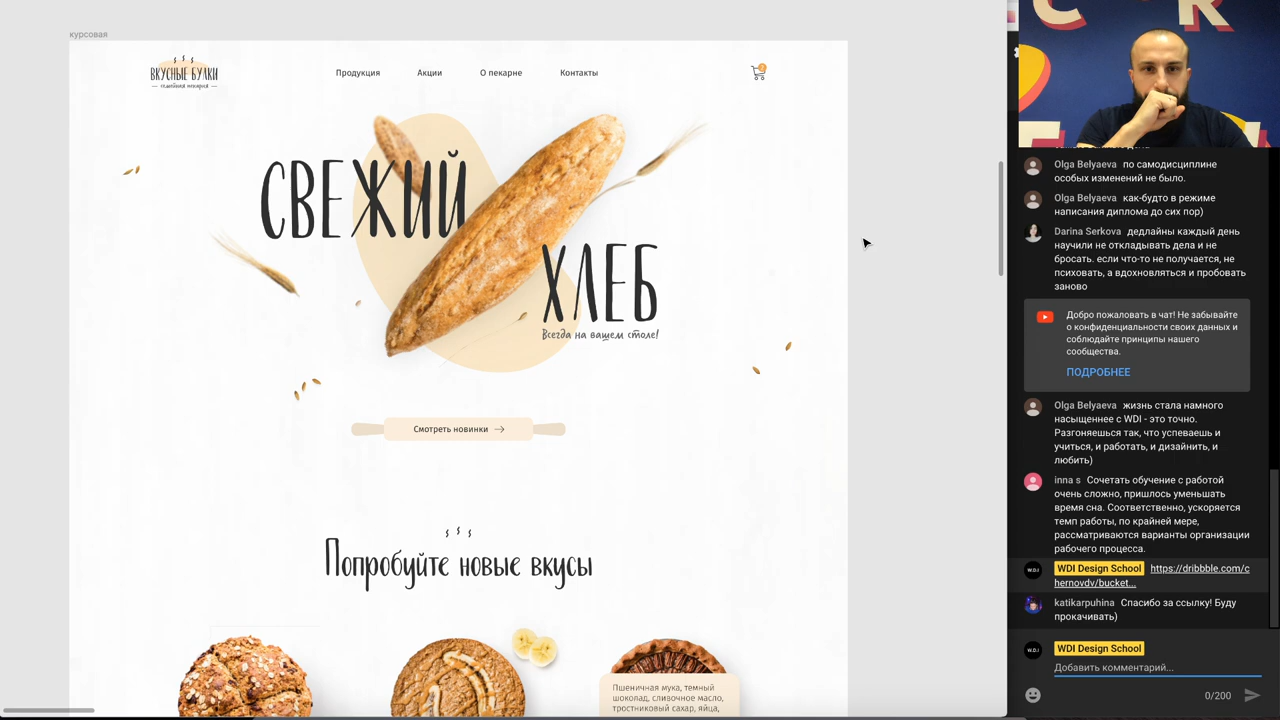 курсовая
ВКУСНЫЕ БУЛКИ
— семейная пекарня —
Продукция
Акции
О пекарне
Контакты
2
СВЕЖИЙ
ХЛЕБ
Всегда на вашем столе!
Смотреть новинки →
Попробуйте новые вкусы
Пшеничная мука, темный
шоколад, сливочное масло,
тростниковый сахар, яйца,
Olga Belyaeva по самодисциплине
особых изменений не было.
Olga Belyaeva как-будто в режиме
написания диплома до сих пор)
Darina Serkova дедлайны каждый день
научили не откладывать дела и не
бросать. если что-то не получается, не
психовать, а вдохновляться и пробовать
заново
Добро пожаловать в чат! Не забывайте
о конфиденциальности своих данных и
соблюдайте принципы нашего
сообщества.
ПОДРОБНЕЕ
Olga Belyaeva жизнь стала намного
насыщеннее с WDI - это точно.
Разгоняешься так, что успеваешь и
учиться, и работать, и дизайнить, и
любить)
inna s Сочетать обучение с работой
очень сложно, пришлось уменьшать
время сна. Соответственно, ускоряется
темп работы, по крайней мере,
рассматриваются варианты организации
рабочего процесса.
W.D.I
WDI Design School https://dribbble.com/c
hernovdv/bucket...
katikarpuhina Спасибо за ссылку! Буду
прокачивать)
W.D.I
WDI Design School
Добавить комментарий...
0/200